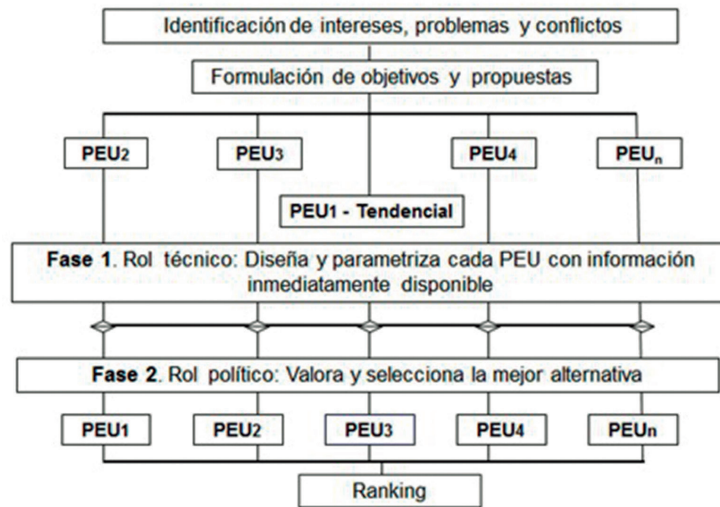 Identificación de intereses, problemas y conflictos
Formulación de objetivos y propuestas
PEU2
PEU3
PEU4
PEUn
PEU1 - Tendencial
Fase 1. Rol técnico: Diseña y parametriza cada PEU con información
inmediatamente disponible
Fase 2. Rol político: Valora y selecciona la mejor alternativa
PEU1
PEU2
PEU3
PEU4
PEUn
Ranking